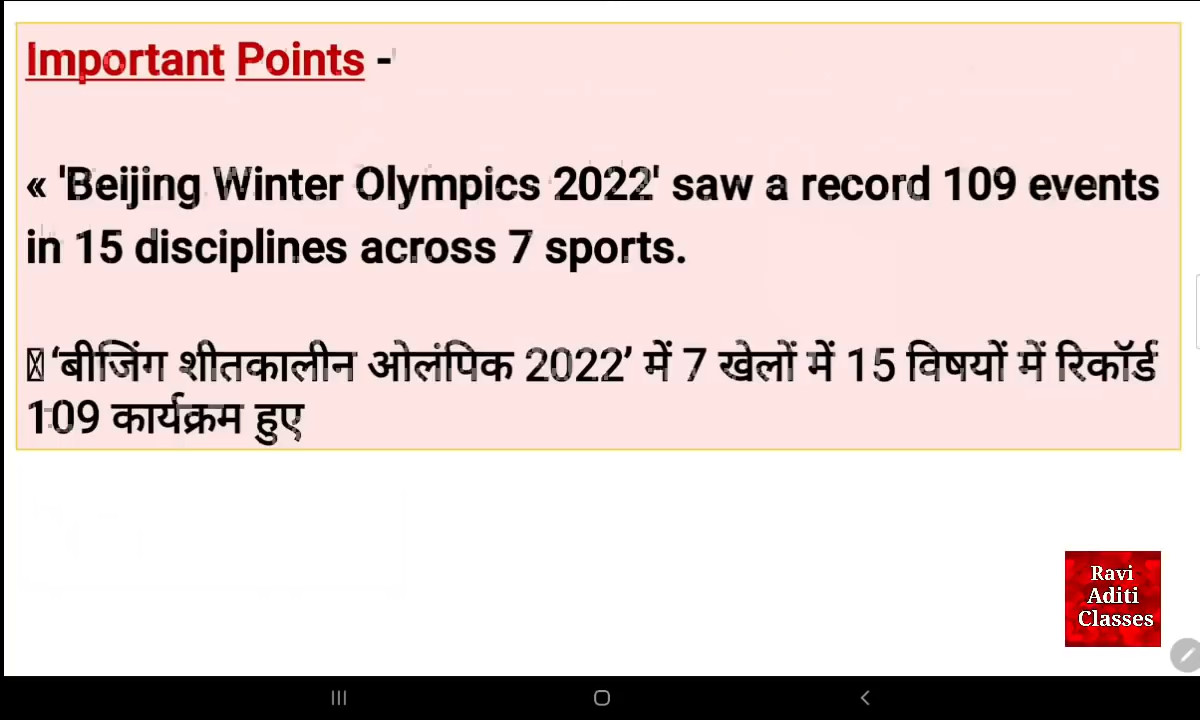 Important Points -
« 'Beijing Winter Olympics 2022' saw a record 109 events
in 15 disciplines across 7 sports.
‘बीजिंग शीतकालीन ओलंपिक 2022’ में 7 खेलों में 15 विषयों में रिकॉर्ड
109 कार्यक्रम हुए
Ravi
Aditi
Classes